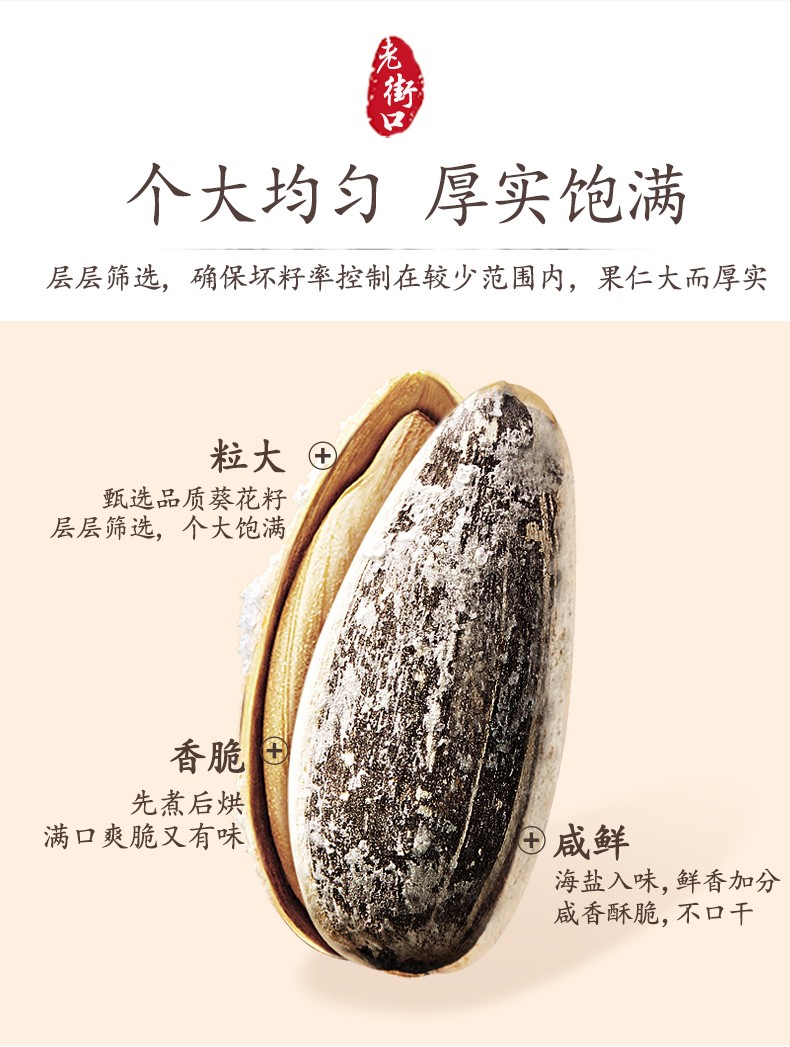 老街口
个大均匀 厚实饱满
层层筛选，确保坏籽率控制在较少范围内，果仁大而厚实
粒大
甄选品质葵花籽
层层筛选，个大饱满
香脆
先煮后烘
满口爽脆又有味
咸鲜
海盐入味，鲜香加分
咸香酥脆，不口干